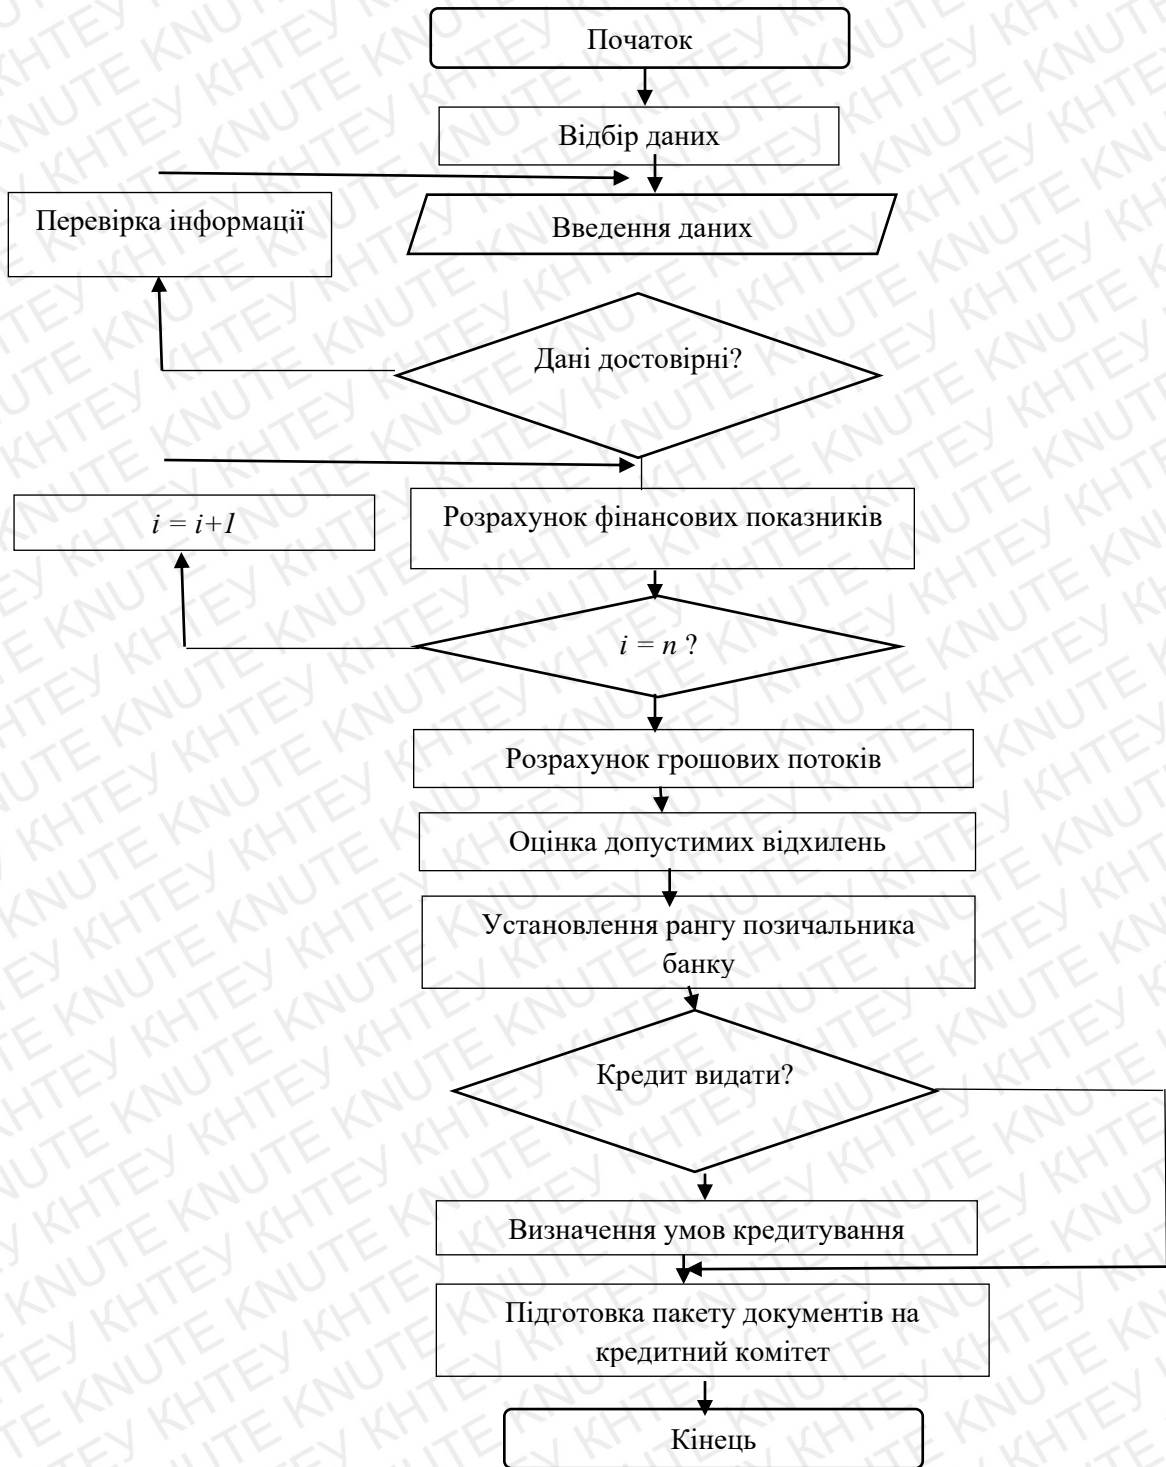 Початок
Відбір даних
Перевірка інформації
Введення даних
Дані достовірні?
i = i+1
Розрахунок фінансових показників
i = n ?
Розрахунок грошових потоків
Оцінка допустимих відхилень
Установлення рангу позичальника
банку
Кредит видати?
Визначення умов кредитування
Підготовка пакету документів на
кредитний комітет
Кінець